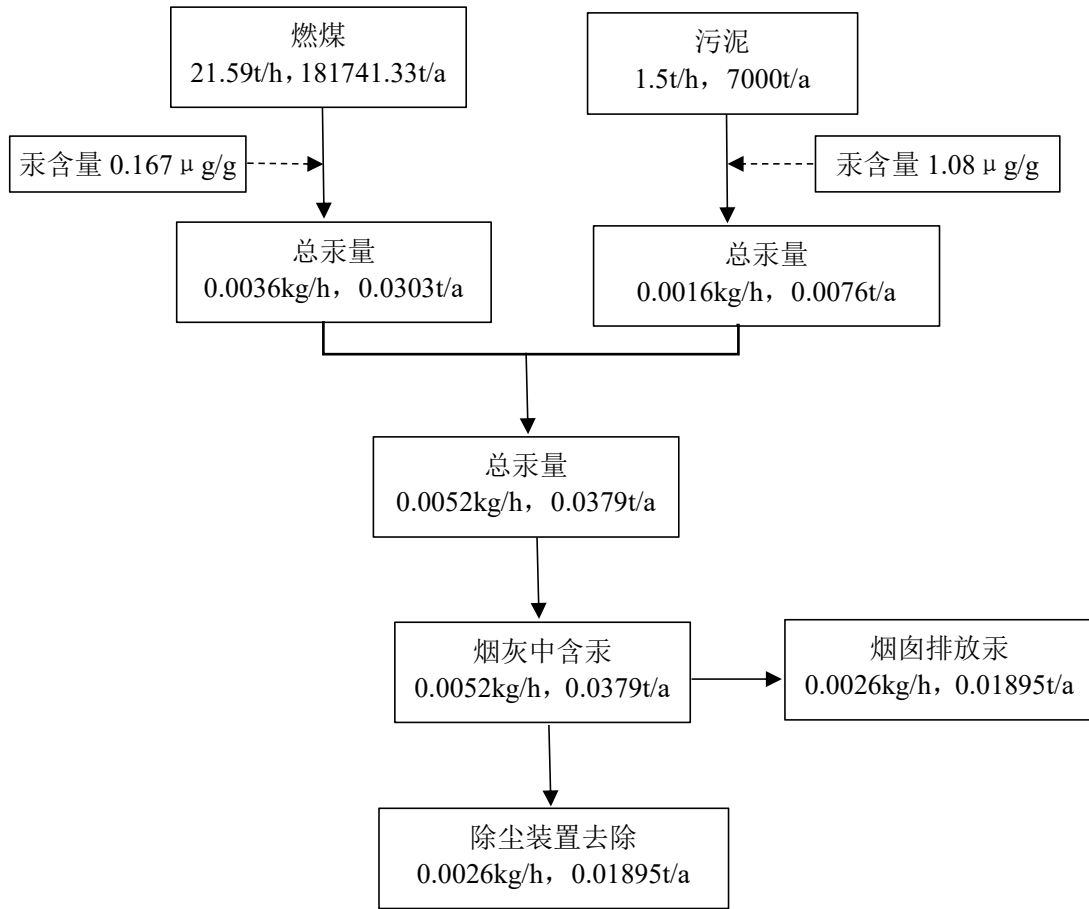 燃煤
21.59t/h，181741.33t/a
污泥
1.5t/h，7000t/a
汞含量 0.167μg/g
汞含量 1.08μg/g
总汞量
0.0036kg/h，0.0303t/a
总汞量
0.0016kg/h，0.0076t/a
总汞量
0.0052kg/h，0.0379t/a
烟灰中含汞
0.0052kg/h，0.0379t/a
烟囱排放汞
0.0026kg/h，0.01895t/a
除尘装置去除
0.0026kg/h，0.01895t/a